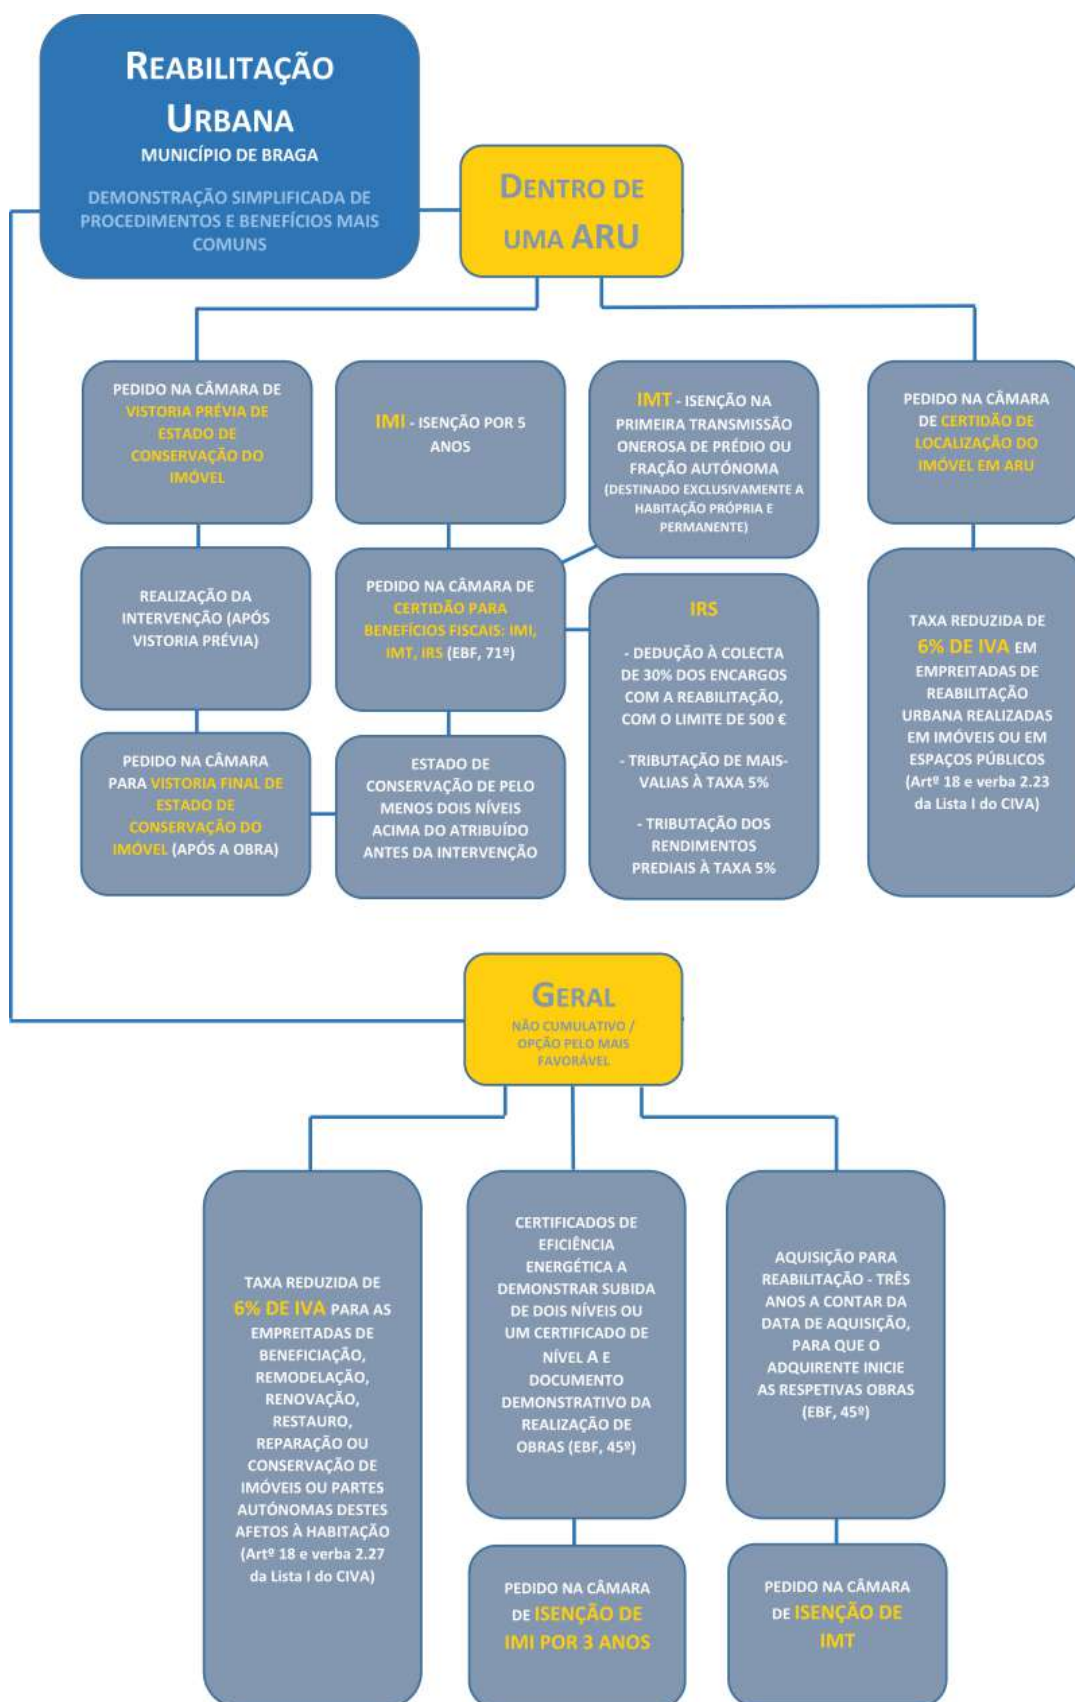 REABILITAÇÃO
URBANA
MUNICÍPIO DE BRAGA
DEMONSTRAÇÃO SIMPLIFICADA DE
PROCEDIMENTOS E BENEFÍCIOS MAIS
COMUNS
DENTRO DE
UMA ARU
PEDIDO NA CÂMARA DE
VISTORIA PRÉVIA DE
ESTADO DE
CONSERVAÇÃO DO
IMÓVEL
IMI - ISENÇÃO POR 5
ANOS
IMT - ISENÇÃO NA
PRIMEIRA TRANSMISSÃO
ONEROSA DE PRÉDIO OU
FRAÇÃO AUTÓNOMA
(DESTINADO EXCLUSIVAMENTE A
HABITAÇÃO PRÓPRIA E
PERMANENTE)
PEDIDO NA CÂMARA
DE CERTIDÃO DE
LOCALIZAÇÃO DO
IMÓVEL EM ARU
REALIZAÇÃO DA
INTERVENÇÃO (APÓS
VISTORIA PRÉVIA)
PEDIDO NA CÂMARA DE
CERTIDÃO PARA
BENEFÍCIOS FISCAIS: IMI,
IMT, IRS (EBF, 71º)
IRS
- DEDUÇÃO À COLECTA
DE 30% DOS ENCARGOS
COM A REABILITAÇÃO,
COM O LIMITE DE 500 €
- TRIBUTAÇÃO DE MAIS-
VALIAS À TAXA 5%
- TRIBUTAÇÃO DOS
RENDIMENTOS
PREDIAIS À TAXA 5%
TAXA REDUZIDA DE
6% DE IVA EM
EMPREITADAS DE
REABILITAÇÃO
URBANA REALIZADAS
EM IMÓVEIS OU EM
ESPAÇOS PÚBLICOS
(Artº 18 e verba 2.23
da Lista I do CIVA)
PEDIDO NA CÂMARA
PARA VISTORIA FINAL DE
ESTADO DE
CONSERVAÇÃO DO
IMÓVEL (APÓS A OBRA)
ESTADO DE
CONSERVAÇÃO DE PELO
MENOS DOIS NÍVEIS
ACIMA DO ATRIBUÍDO
ANTES DA INTERVENÇÃO
GERAL
NÃO CUMULATIVO /
OPÇÃO PELO MAIS
FAVORÁVEL
TAXA REDUZIDA DE
6% DE IVA PARA AS
EMPREITADAS DE
BENEFICIAÇÃO,
REMODELAÇÃO,
RENOVAÇÃO,
RESTAURO,
REPARAÇÃO OU
CONSERVAÇÃO DE
IMÓVEIS OU PARTES
AUTÓNOMAS DESTES
AFETOS À HABITAÇÃO
(Artº 18 e verba 2.27
da Lista I do CIVA)
CERTIFICADOS DE
EFICIÊNCIA
ENERGÉTICA A
DEMONSTRAR SUBIDA
DE DOIS NÍVEIS OU
UM CERTIFICADO DE
NÍVEL A E
DOCUMENTO
DEMONSTRATIVO DA
REALIZAÇÃO DE
OBRAS (EBF, 45º)
AQUISIÇÃO PARA
REABILITAÇÃO - TRÊS
ANOS A CONTAR DA
DATA DE AQUISIÇÃO,
PARA QUE O
ADQUIRENTE INICIE
AS RESPETIVAS OBRAS
(EBF, 45º)
PEDIDO NA CÂMARA
DE ISENÇÃO DE
IMI POR 3 ANOS
PEDIDO NA CÂMARA
DE ISENÇÃO DE
IMT